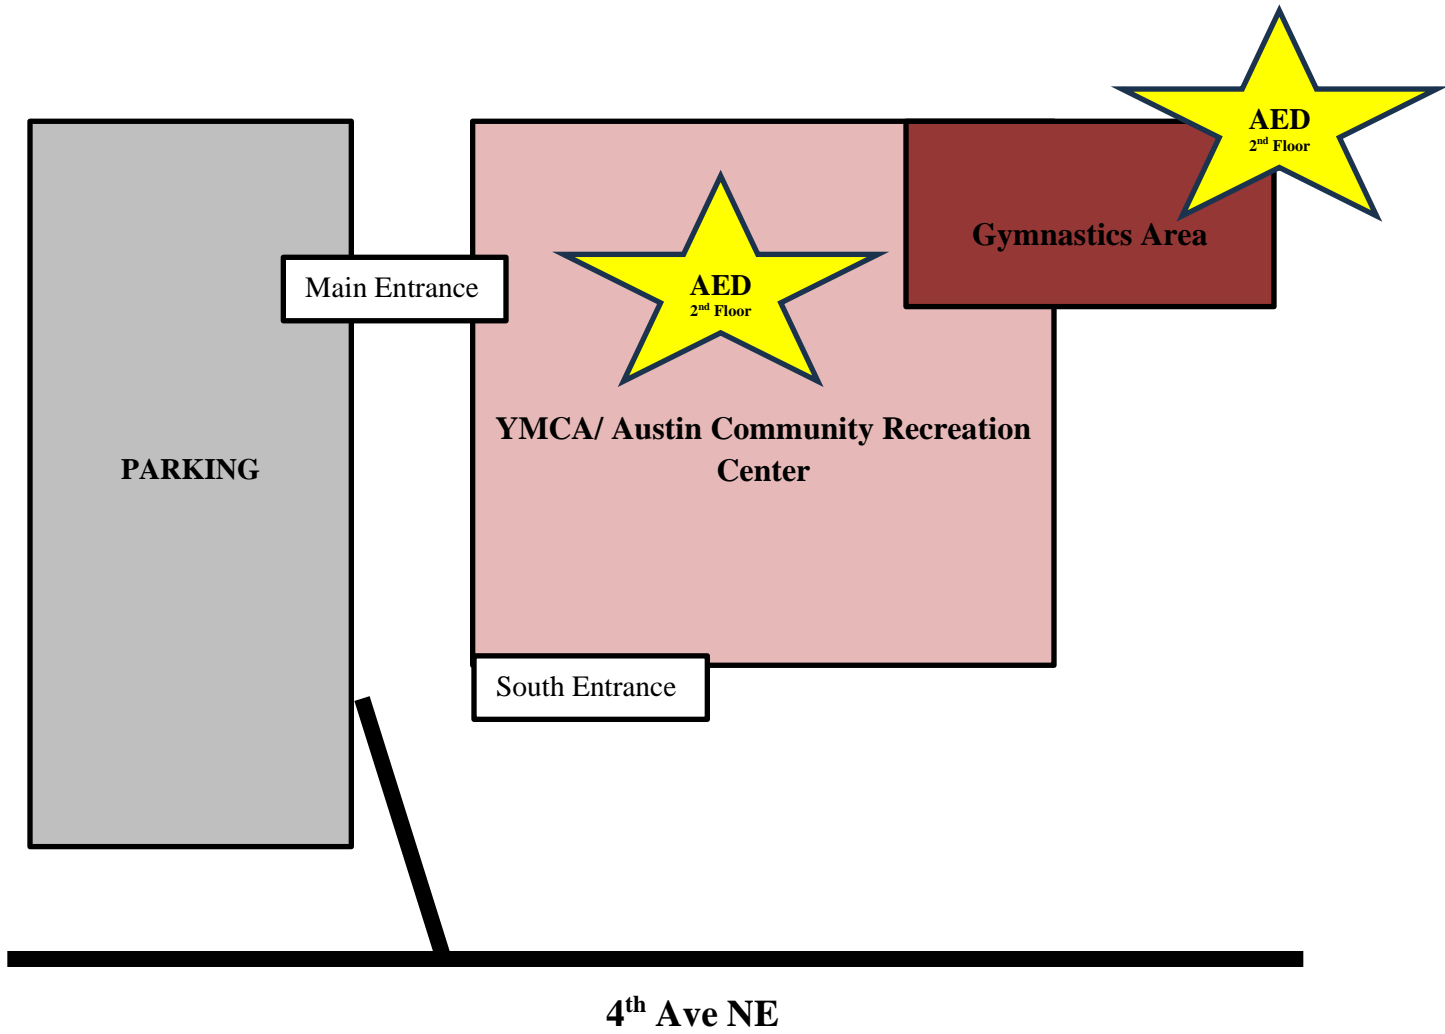 AED
2nd Floor
Gymnastics Area
Main Entrance
AED
2nd Floor
YMCA/ Austin Community Recreation
Center
PARKING
South Entrance
4th Ave NE